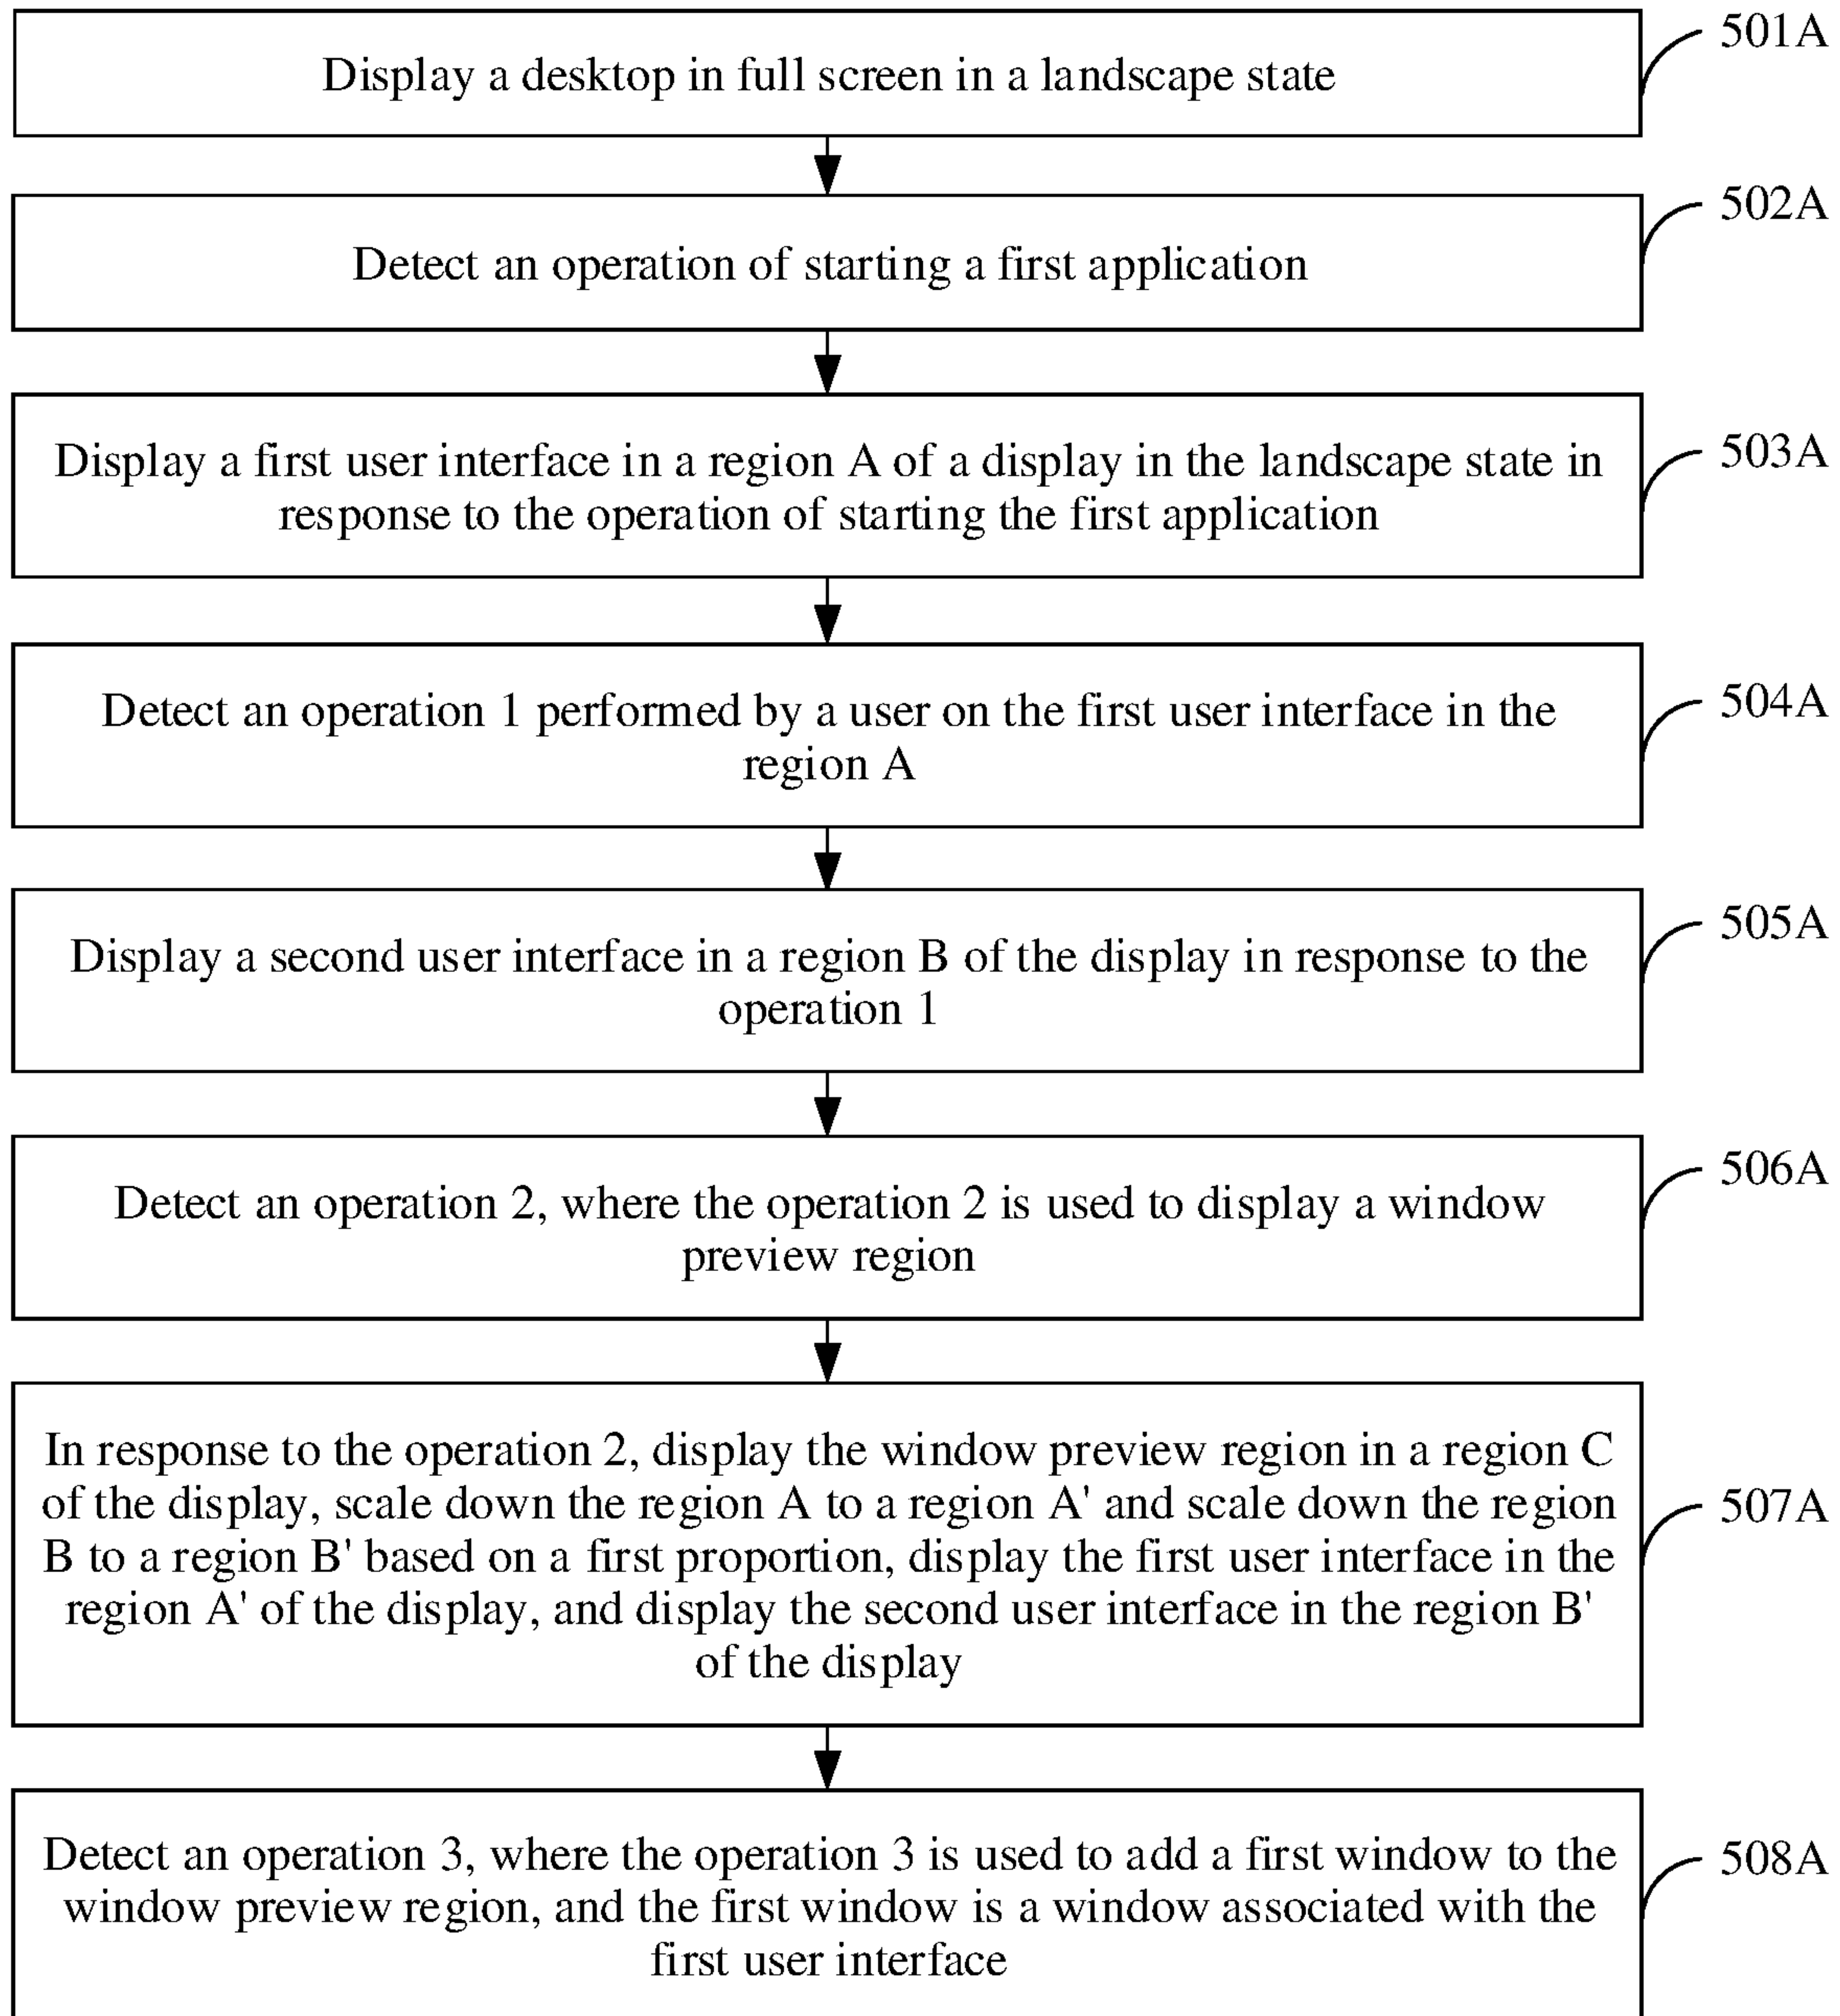 Display a desktop in full screen in a landscape state
501A
Detect an operation of starting a first application
502A
Display a first user interface in a region A of a display in the landscape state in
response to the operation of starting the first application
503A
Detect an operation 1 performed by a user on the first user interface in the
region A
504A
Display a second user interface in a region B of the display in response to the
operation 1
505A
Detect an operation 2, where the operation 2 is used to display a window
preview region
506A
In response to the operation 2, display the window preview region in a region C
of the display, scale down the region A to a region A' and scale down the region
B to a region B' based on a first proportion, display the first user interface in the
region A' of the display, and display the second user interface in the region B'
of the display
507A
Detect an operation 3, where the operation 3 is used to add a first window to the
window preview region, and the first window is a window associated with the
first user interface
508A